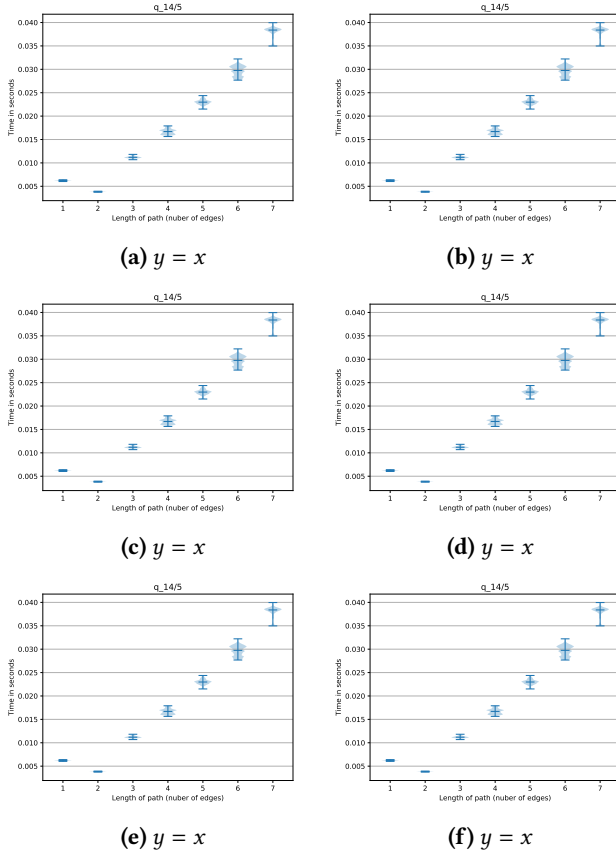 q_14/5
q_14/5
Time in seconds
0.040
0.035
0.030
0.025
0.020
0.015
0.010
0.005
1 2 3 4 5 6 7
Length of path (nuber of edges)
Time in seconds
0.040
0.035
0.030
0.025
0.020
0.015
0.010
0.005
1 2 3 4 5 6 7
Length of path (nuber of edges)
(a) y = x
(b) y = x
q_14/5
q_14/5
Time in seconds
0.040
0.035
0.030
0.025
0.020
0.015
0.010
0.005
1 2 3 4 5 6 7
Length of path (nuber of edges)
Time in seconds
0.040
0.035
0.030
0.025
0.020
0.015
0.010
0.005
1 2 3 4 5 6 7
Length of path (nuber of edges)
(c) y = x
(d) y = x
q_14/5
q_14/5
Time in seconds
0.040
0.035
0.030
0.025
0.020
0.015
0.010
0.005
1 2 3 4 5 6 7
Length of path (nuber of edges)
Time in seconds
0.040
0.035
0.030
0.025
0.020
0.015
0.010
0.005
1 2 3 4 5 6 7
Length of path (nuber of edges)
(e) y = x
(f) y = x